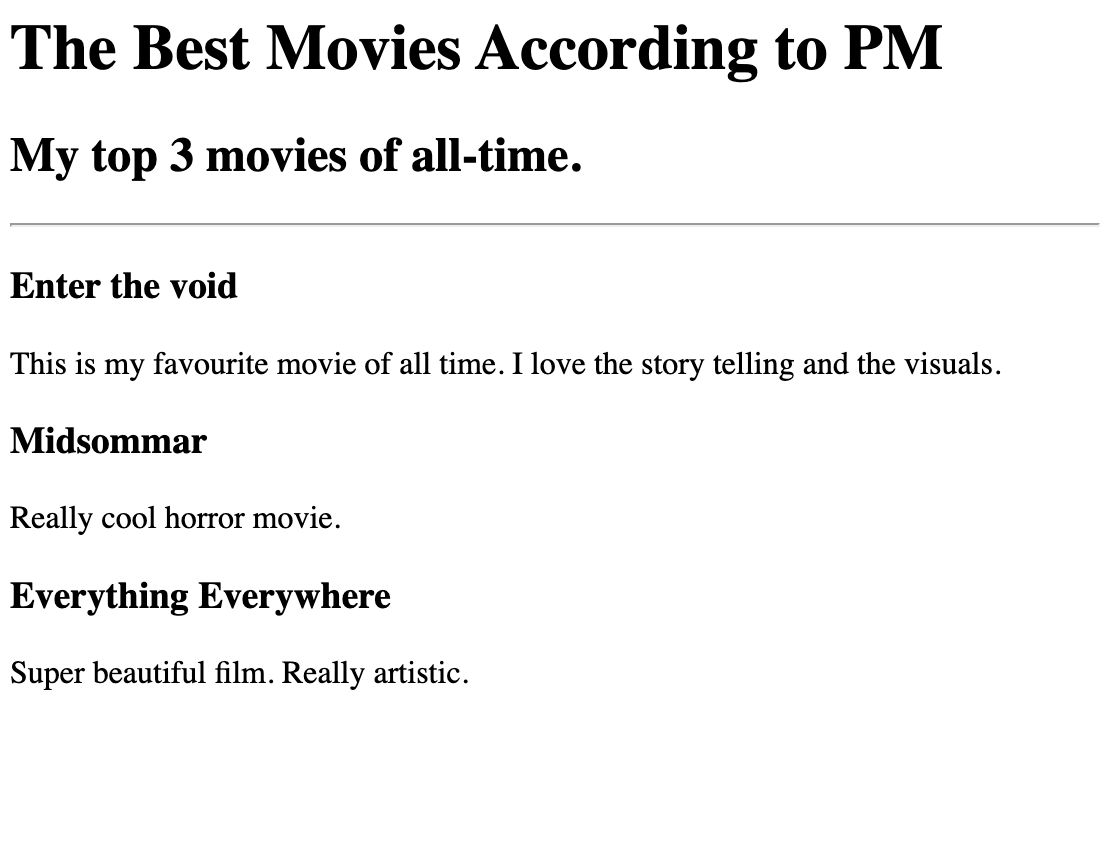 The Best Movies According to PM
My top 3 movies of all-time.
Enter the void
This is my favourite movie of all time. I love the story telling and the visuals.
Midsommar
Really cool horror movie.
Everything Everywhere
Super beautiful film. Really artistic.